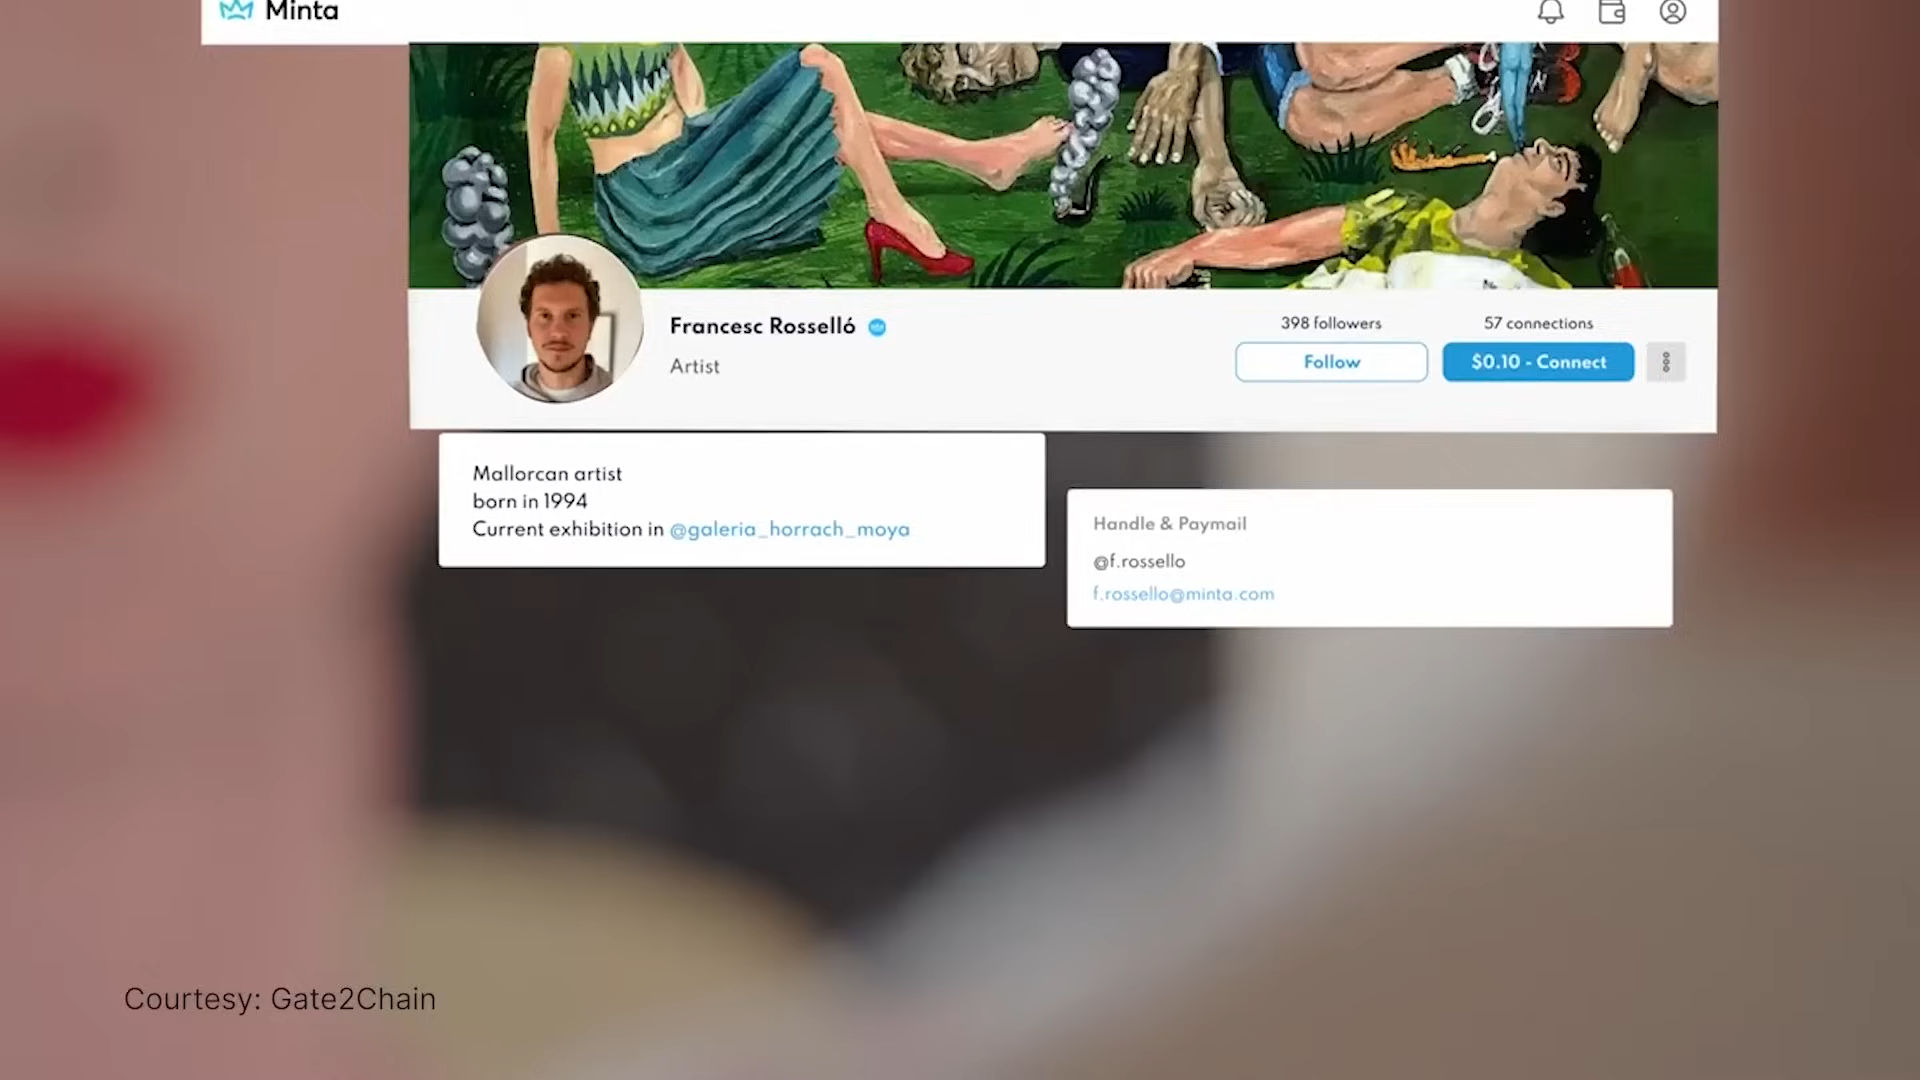 Minta
Francesc Rosselló
Artist
398 followers
57 connections
Follow
$0.10 - Connect
Mallorcan artist
born in 1994
Current exhibition in @galeria_horrach_moya
Handle & Paymail
@f.rossello
f.rossello@minta.com
Courtesy: Gate2Chain